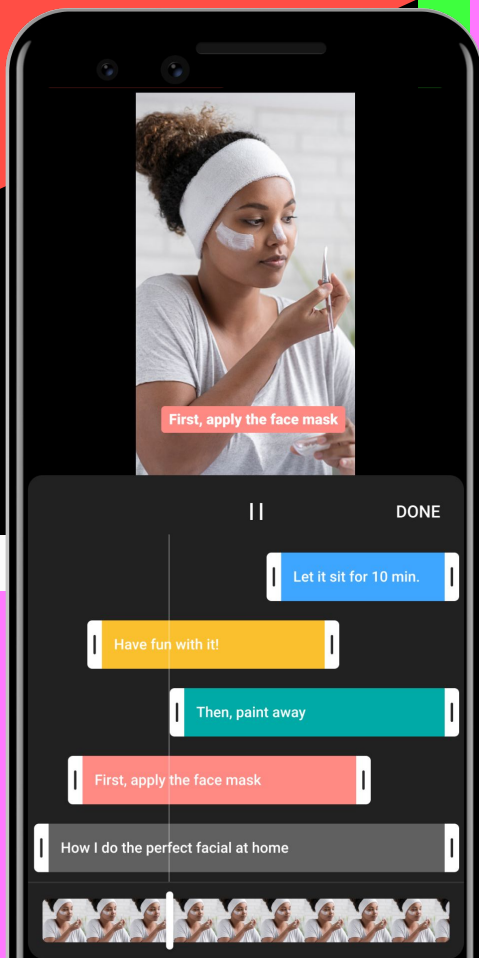 First, apply the face mask
DONE
Let it sit for 10 min.
Have fun with it!
Then, paint away
First, apply the face mask
How I do the perfect facial at home